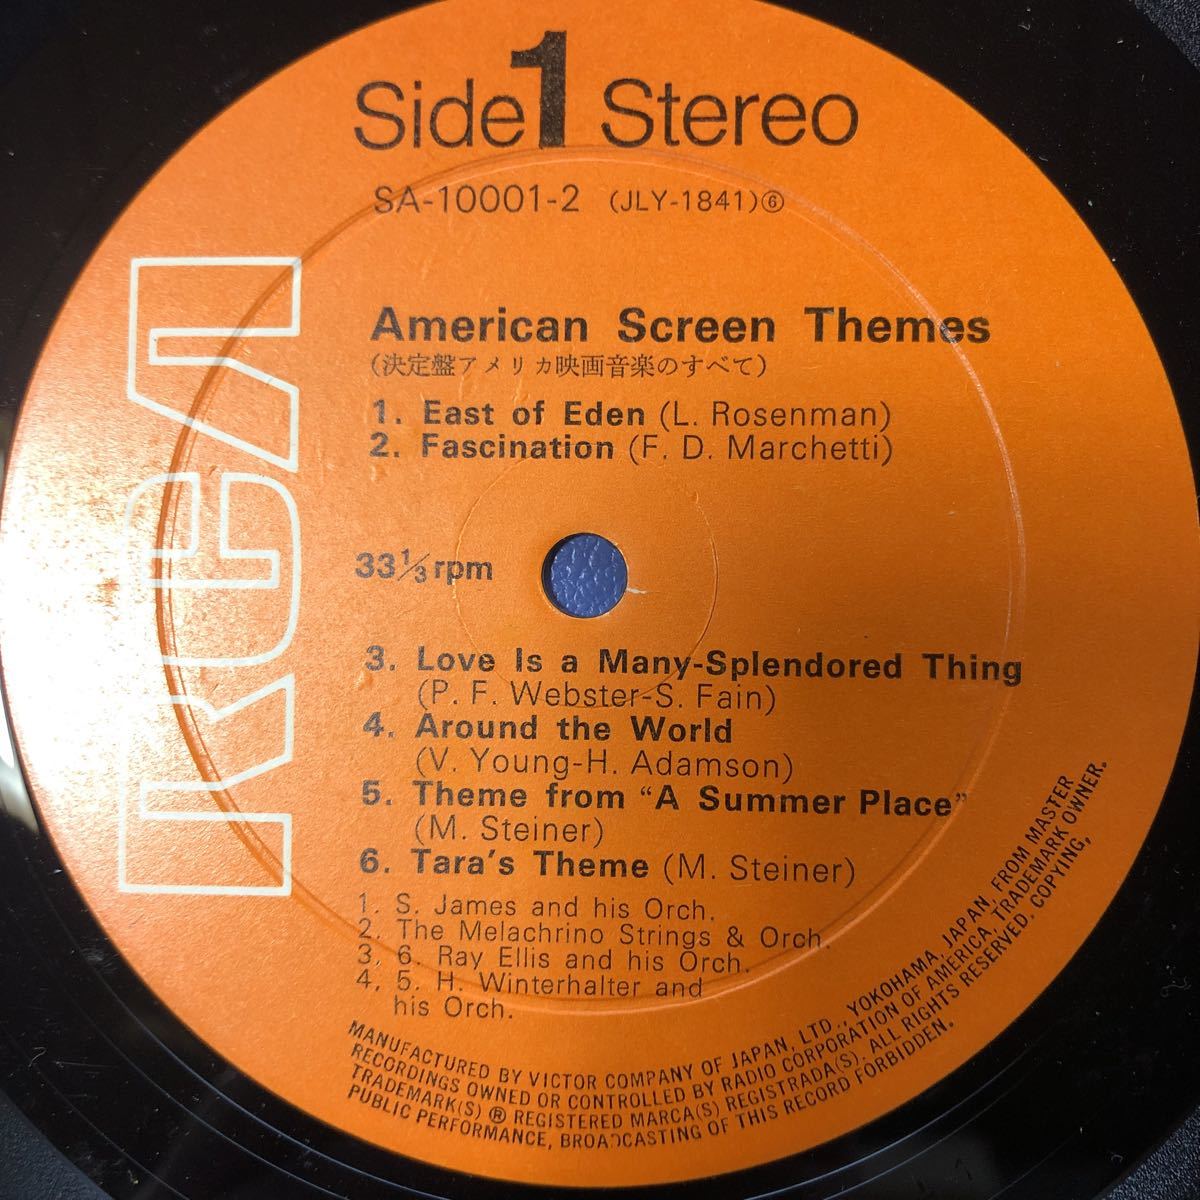 Side 1 Stereo
SA-10001-2 (JLY-1841)⑥
RCA
American Screen Themes
(決定盤アメリカ映画音楽のすべて)
1. East of Eden (L. Rosenman)
2. Fascination (F. D. Marchetti)
33 1/3 rpm
3. Love Is a Many-Splendored Thing
(P. F. Webster-S. Fain)
4. Around the World
(V. Young-H. Adamson)
5. Theme from "A Summer Place"
(M. Steiner)
6. Tara's Theme (M. Steiner)
1. S. James and his Orch.
2. The Melachrino Strings & Orch.
3, 6. Ray Ellis and his Orch.
4, 5. H. Winterhalter and
his Orch.
MANUFACTURED BY VICTOR COMPANY OF JAPAN, LTD., YOKOHAMA, JAPAN, FROM MASTER
RECORDINGS OWNED OR CONTROLLED BY RADIO CORPORATION OF AMERICA, TRADEMARK OWNER.
TRADEMARK(S) ® REGISTERED MARCA(S) REGISTRADA(S). ALL RIGHTS RESERVED. COPYING,
PUBLIC PERFORMANCE, BROADCASTING OF THIS RECORD FORBIDDEN.